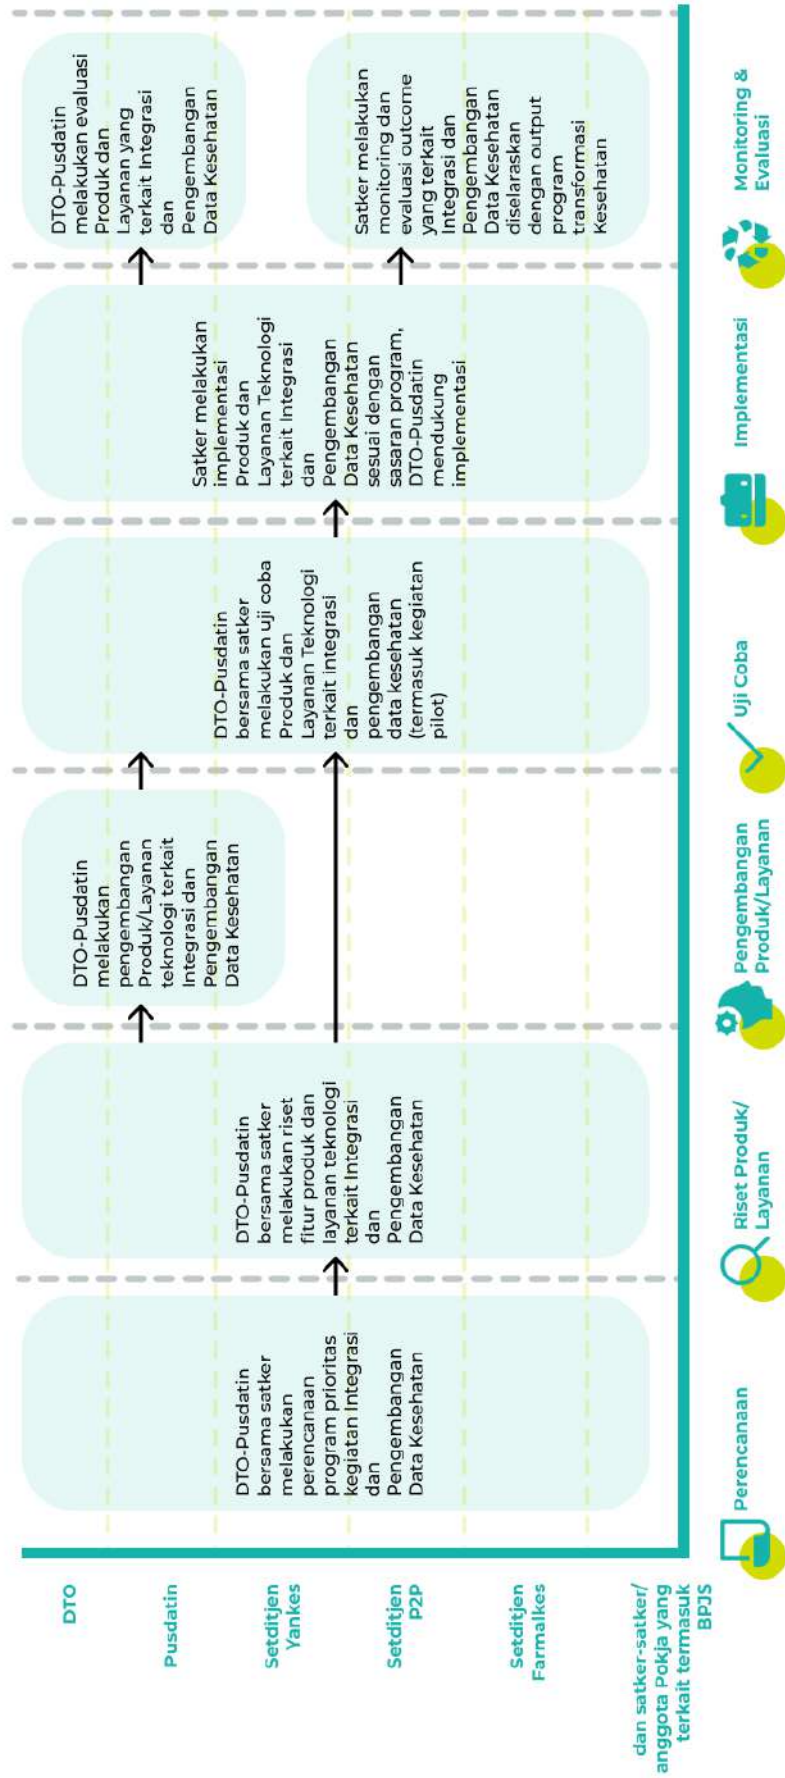 DTO
Pusdatin
Setditjen
Yankes
Setditjen
P2P
Setditjen
Farmalkes
dan satker-satker/
anggota Pokja yang
terkait termasuk
BPJS
DTO-Pusdatin
bersama satker
melakukan
perencanaan
program prioritas
kegiatan Integrasi
dan
Pengembangan
Data Kesehatan
DTO-Pusdatin
bersama satker
melakukan riset
fitur produk dan
layanan teknologi
terkait Integrasi
dan
Pengembangan
Data Kesehatan
DTO-Pusdatin
melakukan
pengembangan
Produk/Layanan
teknologi terkait
Integrasi dan
Pengembangan
Data Kesehatan
DTO-Pusdatin
bersama satker
melakukan uji coba
Produk dan
Layanan Teknologi
terkait integrasi
dan
pengembangan
data kesehatan
(termasuk kegiatan
pilot)
Satker melakukan
implementasi
Produk dan
Layanan Teknologi
terkait Integrasi
dan
Pengembangan
Data Kesehatan
sesuai dengan
sasaran program,
DTO-Pusdatin
mendukung
implementasi
DTO-Pusdatin
melakukan evaluasi
Produk dan
Layanan yang
terkait Integrasi
dan
Pengembangan
Data Kesehatan
Satker melakukan
monitoring dan
evaluasi outcome
yang terkait
Integrasi dan
Pengembangan
Data Kesehatan
diselaraskan
dengan output
program
transformasi
Kesehatan
Perencanaan
Riset Produk/
Layanan
Pengembangan
Produk/Layanan
Uji Coba
Implementasi
Monitoring &
Evaluasi